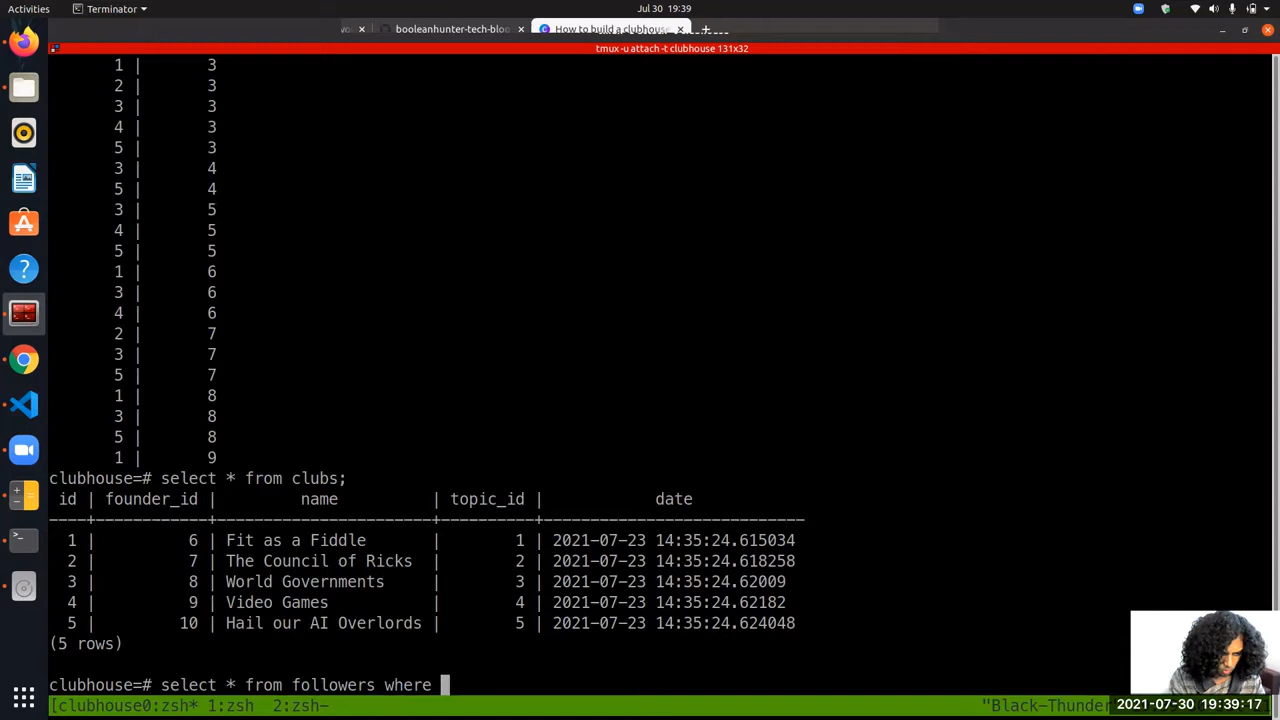 Activities
Terminator
Jul 30 19:39
booleanhunter-tech-blo
How to build a clubhouse
tmux -u attach -t clubhouse 131x32
1 | 3
2 | 3
3 | 3
4 | 3
5 | 3
3 | 4
5 | 4
3 | 5
4 | 5
5 | 5
1 | 6
3 | 6
4 | 6
2 | 7
3 | 7
5 | 7
1 | 8
3 | 8
5 | 8
1 | 9
clubhouse=# select * from clubs;
id | founder_id | name | topic_id | date
----+------------+------------------------+----------+----------------------------
1 | 6 | Fit as a Fiddle | 1 | 2021-07-23 14:35:24.615034
2 | 7 | The Council of Ricks | 2 | 2021-07-23 14:35:24.618258
3 | 8 | World Governments | 3 | 2021-07-23 14:35:24.62009
4 | 9 | Video Games | 4 | 2021-07-23 14:35:24.62182
5 | 10 | Hail our AI Overlords | 5 | 2021-07-23 14:35:24.624048
(5 rows)
clubhouse=# select * from followers where
[clubhouse0:zsh* 1:zsh 2:zsh- "Black-Thunder
2021-07-30 19:39:17